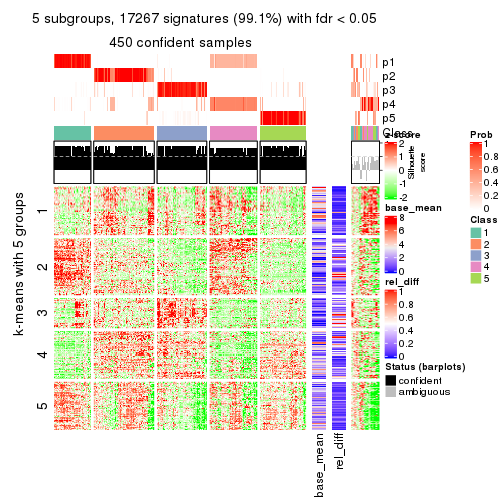 5 subgroups, 17267 signatures (99.1%) with fdr < 0.05
450 confident samples
p1
p2
p3
p4
p5
Class
z-score
2
1
0
-1
-2
Silhouette
score
Prob
1
0.8
0.6
0.4
0.2
0
Class
1
2
3
4
5
base_mean
8
6
4
2
0
rel_diff
1
0.8
0.6
0.4
0.2
0
Status (barplots)
confident
ambiguous
k-means with 5 groups
1
2
3
4
5
base_mean
rel_diff